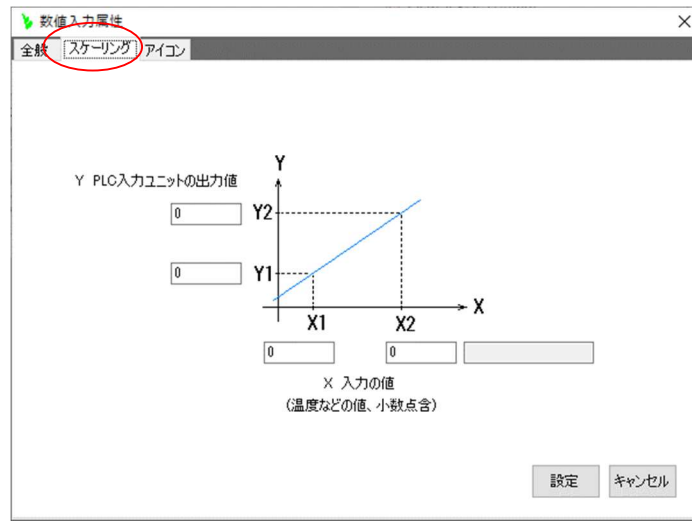 数値入力属性
全般 スケーリング アイコン
Y
Y PLC入力ユニットの出力値
0 Y2
0 Y1
X
X1 X2
0 0
X 入力の値
(温度などの値、小数点含)
設定 キャンセル